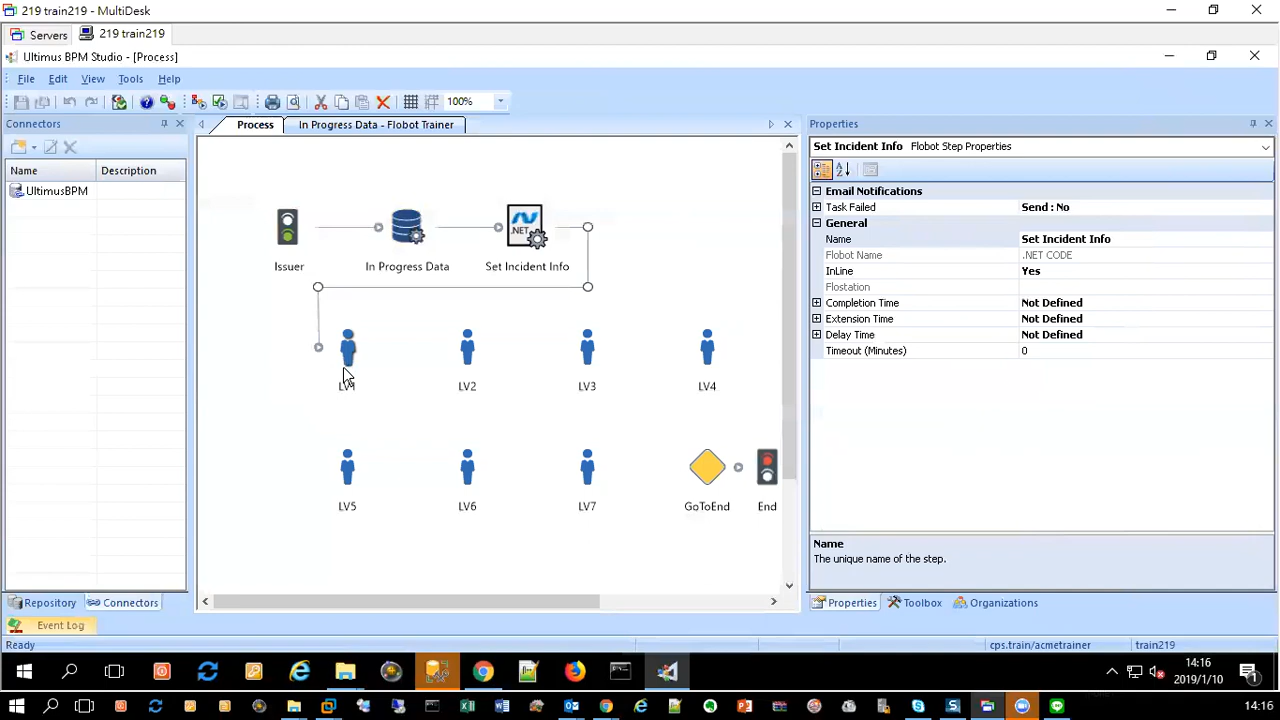 219 train219 - MultiDesk
Servers
219 train219
Ultimus BPM Studio - [Process]
File Edit View Tools Help
100%
Connectors
Process
In Progress Data - Flobot Trainer
Properties
Name Description
UltimusBPM
Set Incident Info Flobot Step Properties
Email Notifications
Task Failed Send : No
General
Name Set Incident Info
Flobot Name .NET CODE
InLine Yes
Flostation
Completion Time Not Defined
Extension Time Not Defined
Delay Time Not Defined
Timeout (Minutes) 0
.NET
Issuer In Progress Data Set Incident Info
LV1 LV2 LV3 LV4
LV5 LV6 LV7 GoToEnd End
Name
The unique name of the step.
Repository Connectors
Properties Toolbox Organizations
Event Log
Ready
cps.train/acmetrainer train219
14:16
2019/1/10
1
14:16